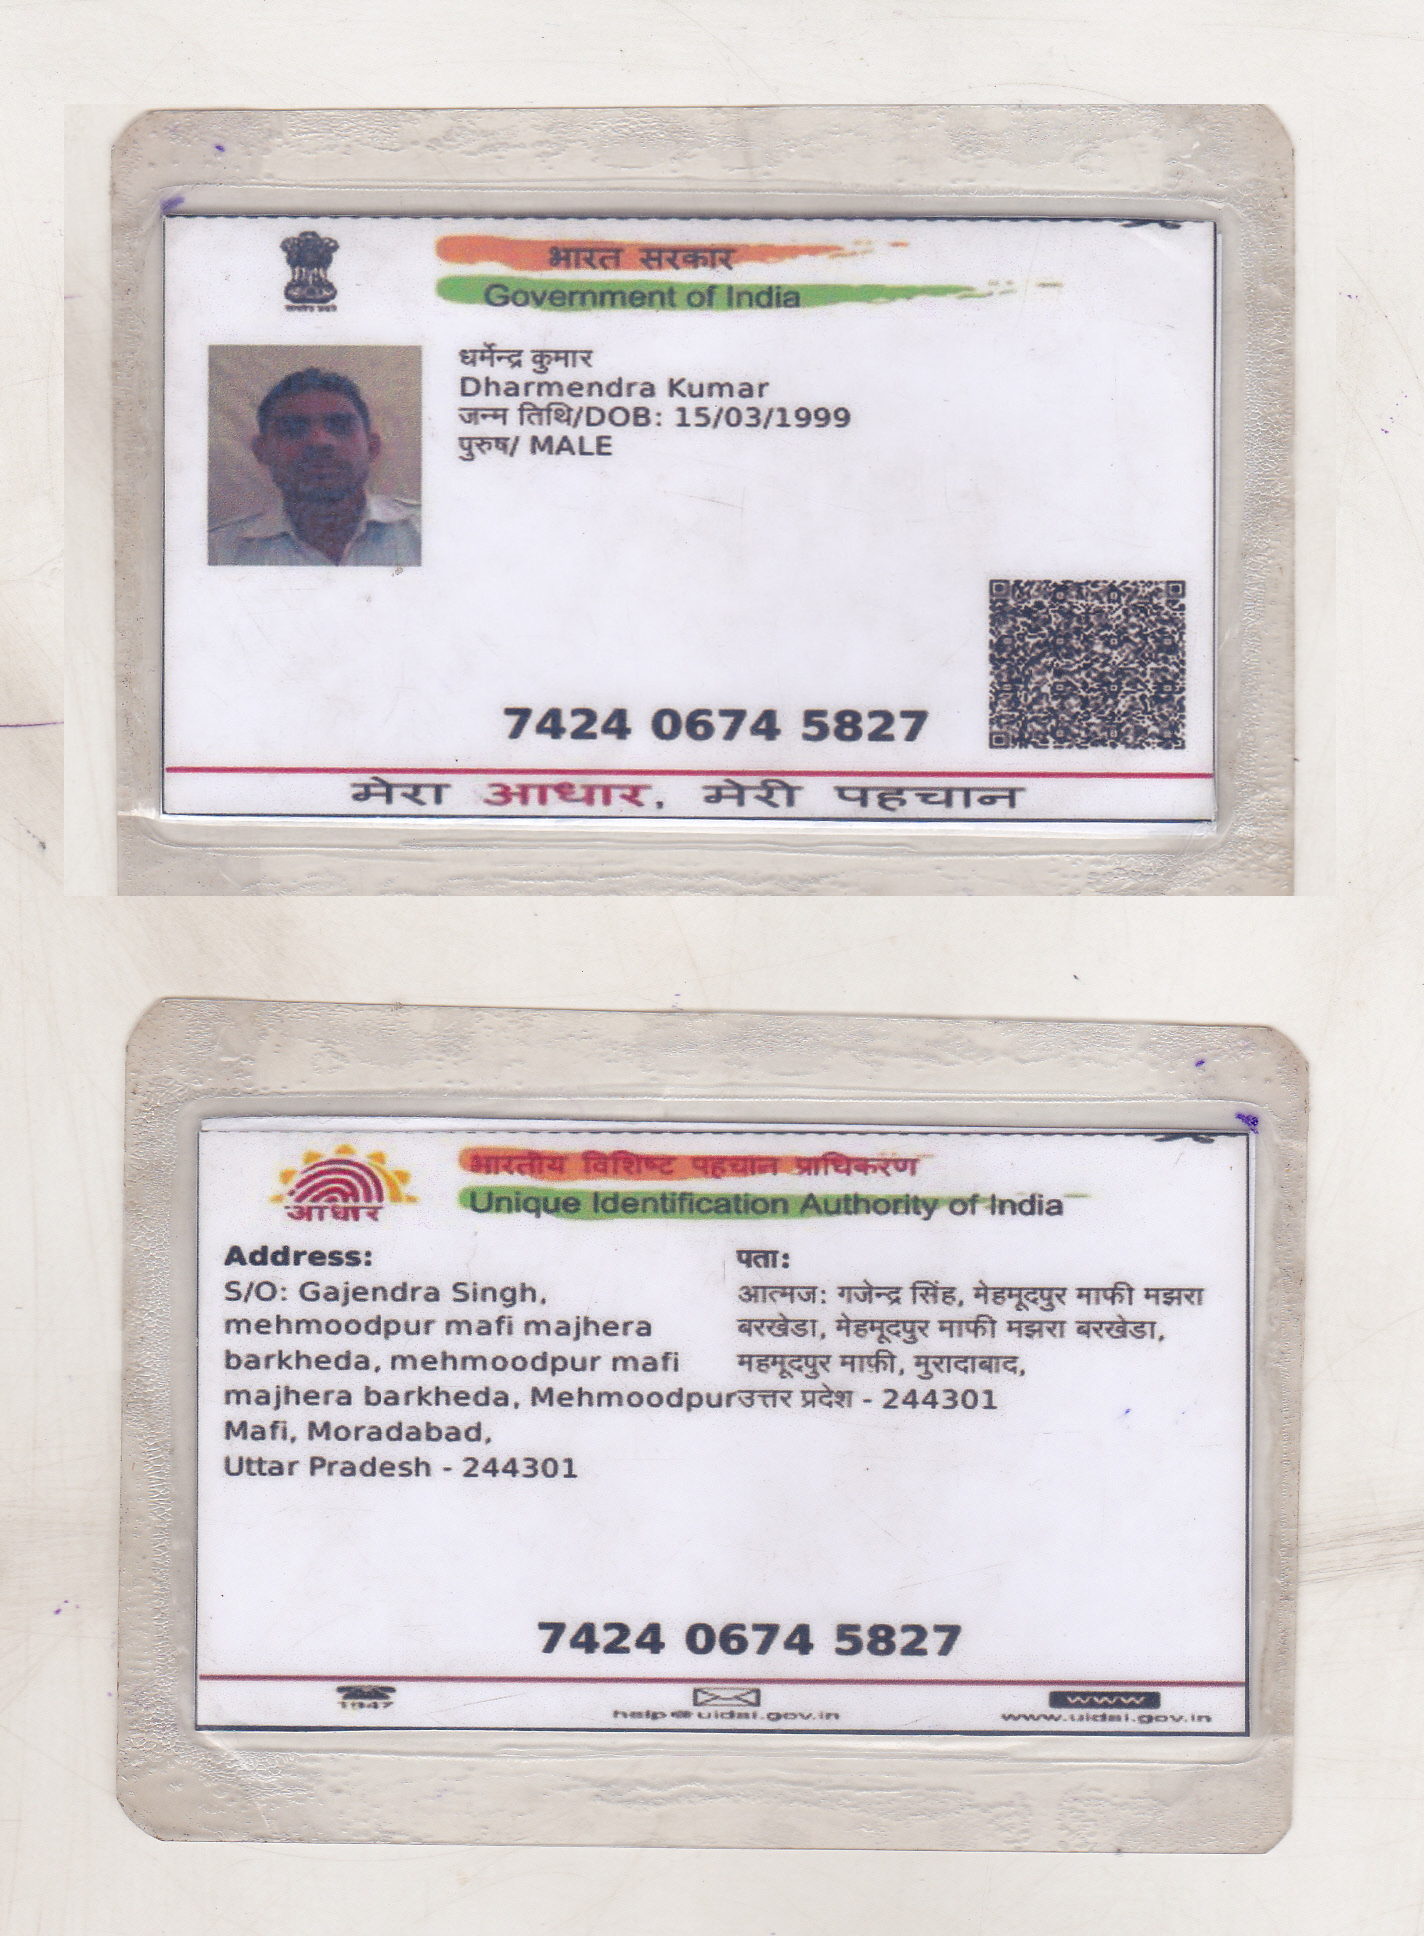 भारत सरकार
Government of India
धर्मेन्द्र कुमार
Dharmendra Kumar
जन्म तिथि/DOB: 15/03/1999
पुरुष/ MALE
7424 0674 5827
मेरा आधार, मेरी पहचान
भारतीय विशिष्ट पहचान प्राधिकरण
Unique Identification Authority of India
आधार
Address:
S/O: Gajendra Singh,
mehmoodpur mafi majhera
barkheda, mehmoodpur mafi
majhera barkheda, Mehmoodpur
Mafi, Moradabad,
Uttar Pradesh - 244301
पता:
आत्मज: गजेन्द्र सिंह, मेहमूदपुर माफी मझरा
बरखेडा, मेहमूदपुर माफी मझरा बरखेडा,
महमूदपुर माफ़ी, मुरादाबाद,
उत्तर प्रदेश - 244301
7424 0674 5827
1947
help@uidai.gov.in
www
www.uidai.gov.in